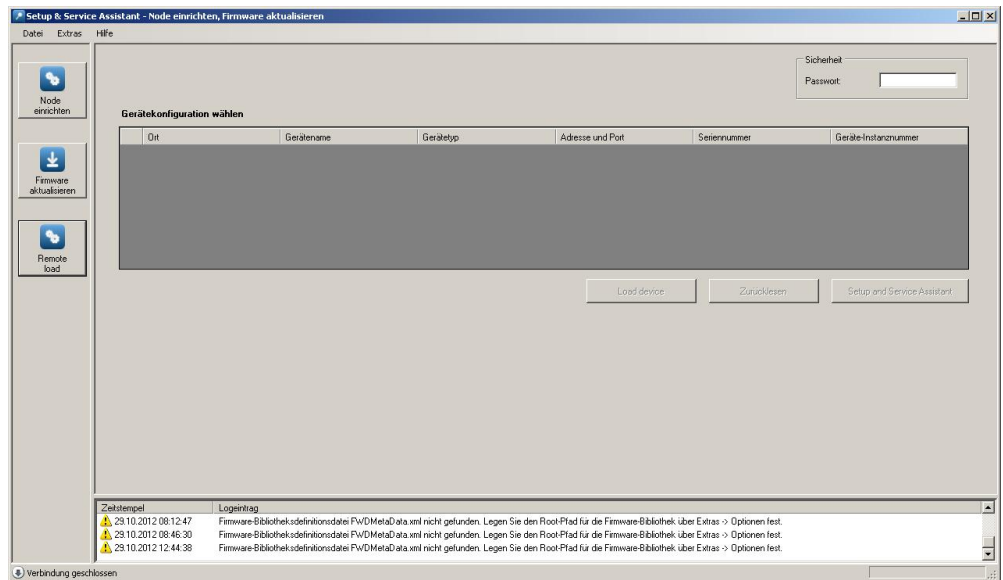 Setup & Service Assistant - Node einrichten, Firmware aktualisieren
Datei Extras Hilfe
Node
einrichten
Firmware
aktualisieren
Remote
load
Sicherheit
Passwort:
Gerätekonfiguration wählen
Ort Gerätename Gerätetyp Adresse und Port Seriennummer Geräte-Instanznummer
Load device Zurücklesen Setup and Service Assistant
Zeitstempel Logeintrag
29.10.2012 08:12:47 Firmware-Bibliotheksdefinitionsdatei FWDMetaData.xml nicht gefunden. Legen Sie den Root-Pfad für die Firmware-Bibliothek über Extras -> Optionen fest.
29.10.2012 08:46:30 Firmware-Bibliotheksdefinitionsdatei FWDMetaData.xml nicht gefunden. Legen Sie den Root-Pfad für die Firmware-Bibliothek über Extras -> Optionen fest.
29.10.2012 12:44:38 Firmware-Bibliotheksdefinitionsdatei FWDMetaData.xml nicht gefunden. Legen Sie den Root-Pfad für die Firmware-Bibliothek über Extras -> Optionen fest.
Verbindung geschlossen